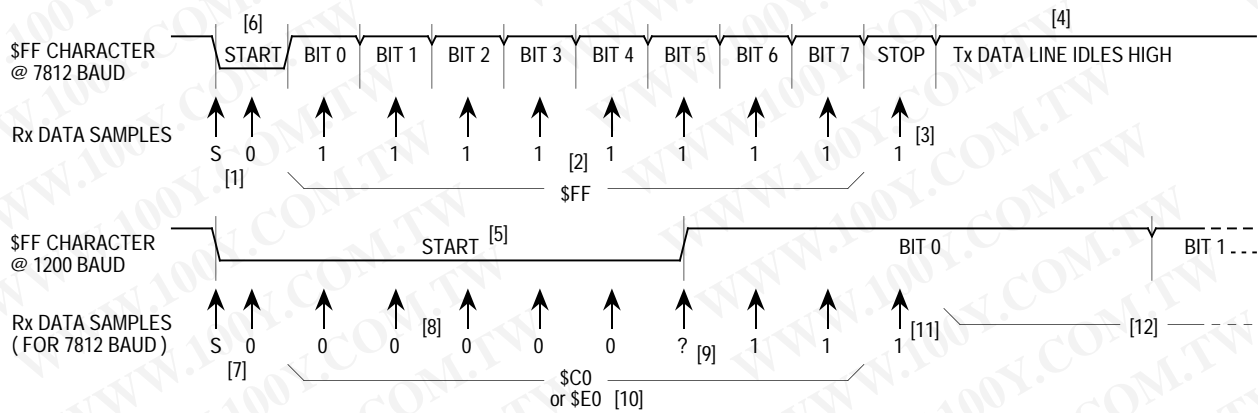 [6] [4]
$FF CHARACTER
@ 7812 BAUD
START BIT 0 BIT 1 BIT 2 BIT 3 BIT 4 BIT 5 BIT 6 BIT 7 STOP Tx DATA LINE IDLES HIGH
Rx DATA SAMPLES
S 0 1 1 1 1 1 1 1 1 1 [3]
[1] [2]
$FF
$FF CHARACTER
@ 1200 BAUD
START [5] BIT 0 BIT 1
Rx DATA SAMPLES
( FOR 7812 BAUD )
[8] [11] [12]
S 0 0 0 0 0 0 ? [9] 1 1 1
[7]
$C0
or $E0 [10]
WWW.100Y.COM.TW